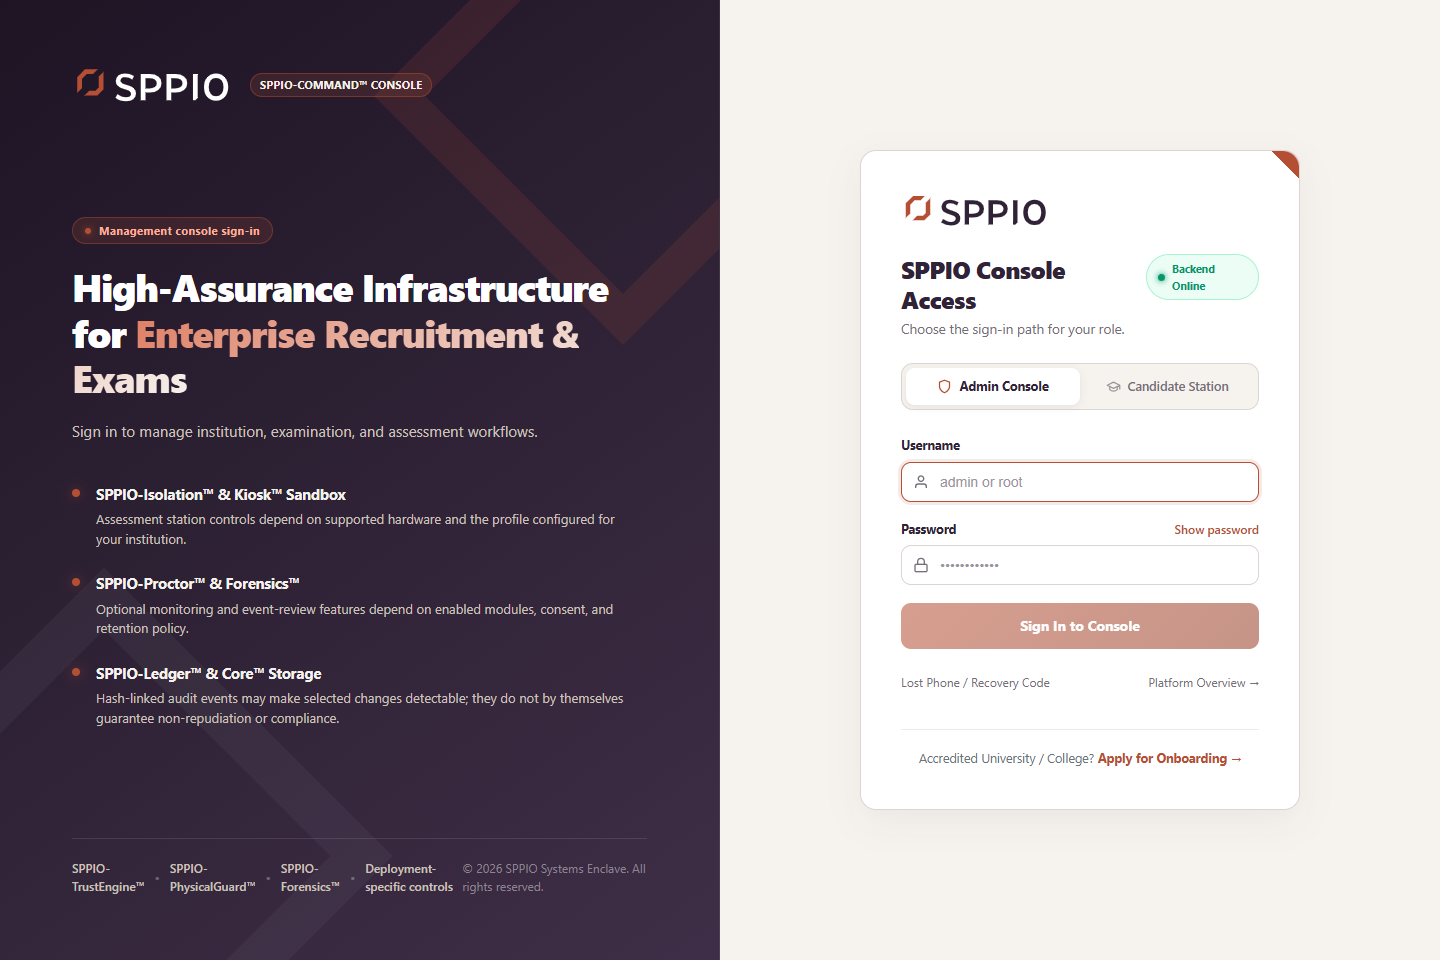 SPPIO
SPPIO-COMMAND™ CONSOLE
Management console sign-in
High-Assurance Infrastructure
for Enterprise Recruitment &
Exams
Sign in to manage institution, examination, and assessment workflows.
SPPIO-Isolation™ & Kiosk™ Sandbox
Assessment station controls depend on supported hardware and the profile configured for
your institution.
SPPIO-Proctor™ & Forensics™
Optional monitoring and event-review features depend on enabled modules, consent, and
retention policy.
SPPIO-Ledger™ & Core™ Storage
Hash-linked audit events may make selected changes detectable; they do not by themselves
guarantee non-repudiation or compliance.
SPPIO-
TrustEngine™
•
SPPIO-
PhysicalGuard™
•
SPPIO-
Forensics™
•
Deployment-
specific controls
© 2026 SPPIO Systems Enclave. All
rights reserved.
SPPIO
SPPIO Console
Access
Backend
Online
Choose the sign-in path for your role.
Admin Console
Candidate Station
Username
admin or root
Password
Show password
••••••••••••
Sign In to Console
Lost Phone / Recovery Code
Platform Overview →
Accredited University / College? Apply for Onboarding →